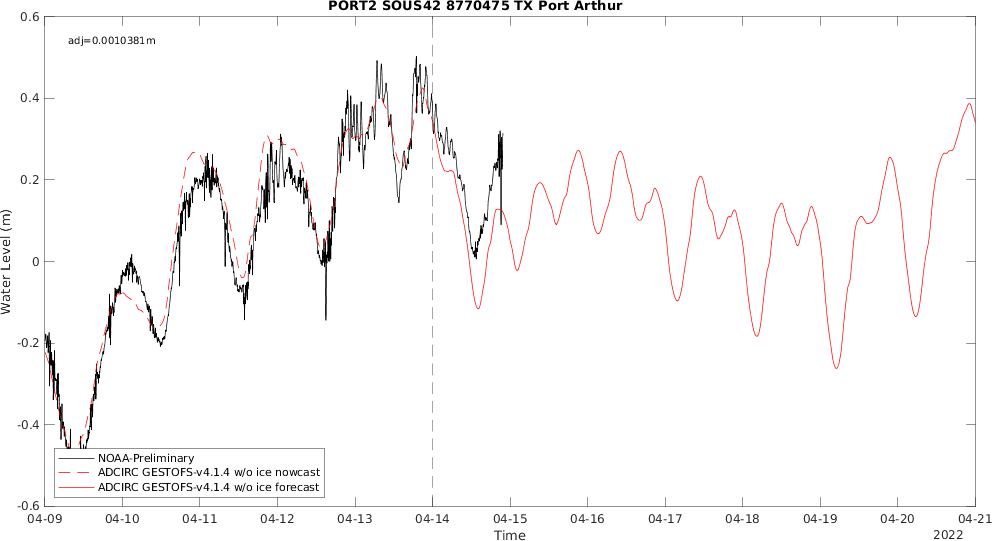 PORT2 SOUS42 8770475 TX Port Arthur
adj=0.0010381m
0.6
0.4
0.2
0
-0.2
-0.4
-0.6
Water Level (m)
NOAA-Preliminary
ADCIRC GESTOFS-v4.1.4 w/o ice nowcast
ADCIRC GESTOFS-v4.1.4 w/o ice forecast
04-09 04-10 04-11 04-12 04-13 04-14 04-15 04-16 04-17 04-18 04-19 04-20 04-21
Time
2022